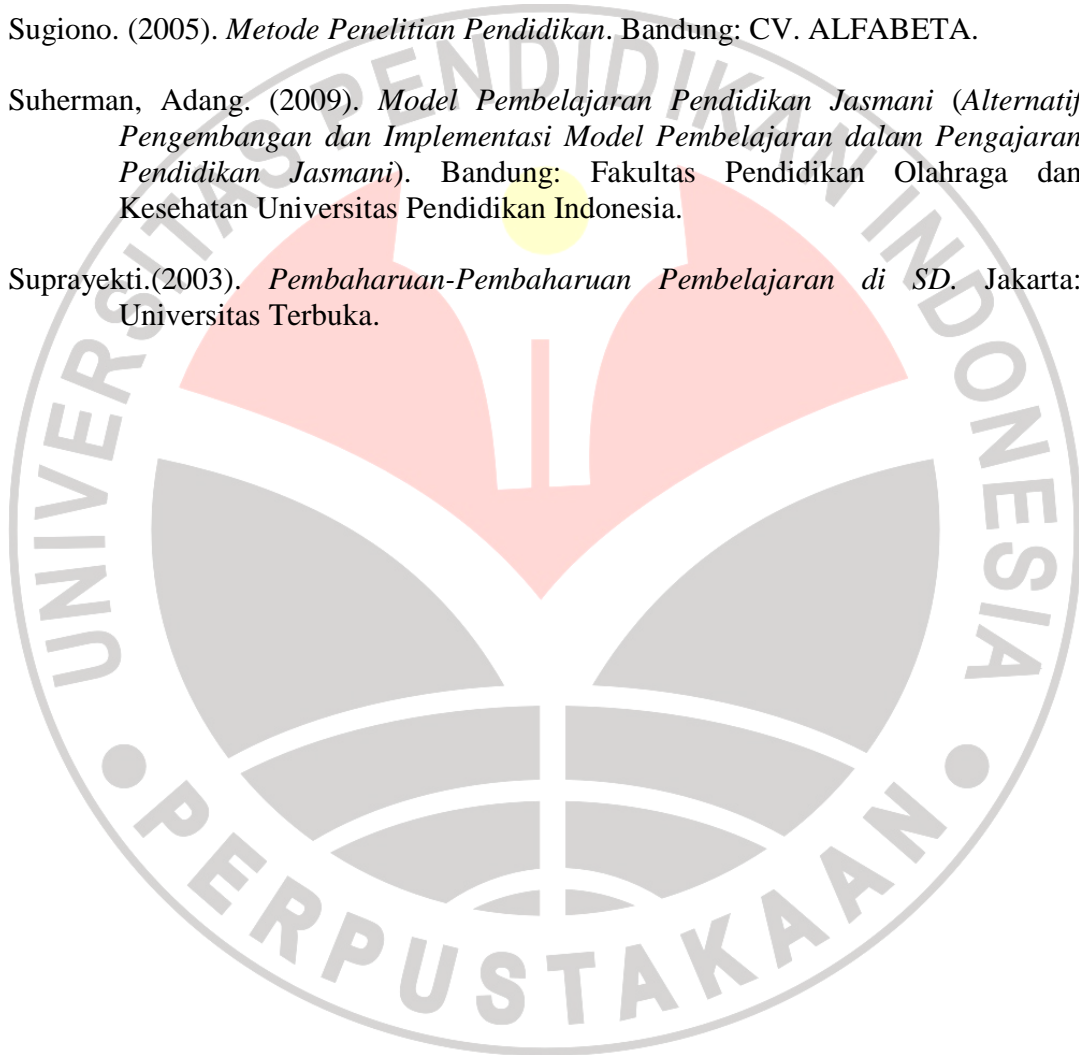 Sugiono. (2005). Metode Penelitian Pendidikan. Bandung: CV. ALFABETA.
Suherman, Adang. (2009). Model Pembelajaran Pendidikan Jasmani (Alternatif
Pengembangan dan Implementasi Model Pembelajaran dalam Pengajaran
Pendidikan Jasmani). Bandung: Fakultas Pendidikan Olahraga dan
Kesehatan Universitas Pendidikan Indonesia.
Suprayekti.(2003). Pembaharuan-Pembaharuan Pembelajaran di SD. Jakarta:
Universitas Terbuka.
UNIVERSITAS PENDIDIKAN INDONESIA
PERPUSTAKAAN